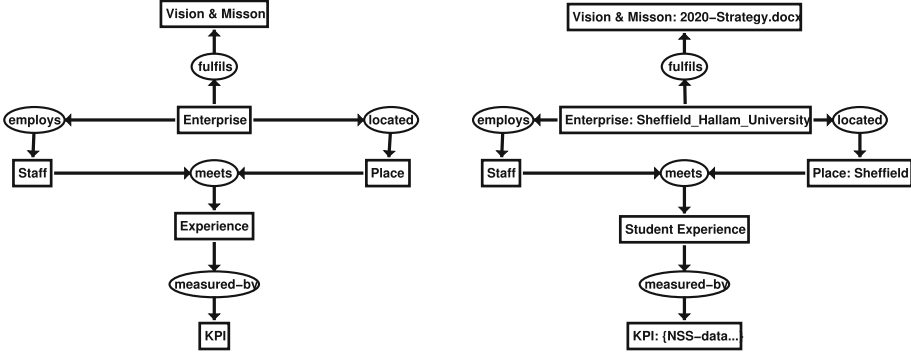 Vision & Misson
fulfils
employs
Enterprise
located
Staff
meets
Place
Experience
measured-by
KPI
Vision & Misson: 2020-Strategy.docx
fulfils
employs
Enterprise: Sheffield_Hallam_University
located
Staff
meets
Place: Sheffield
Student Experience
measured-by
KPI: {NSS-data...}